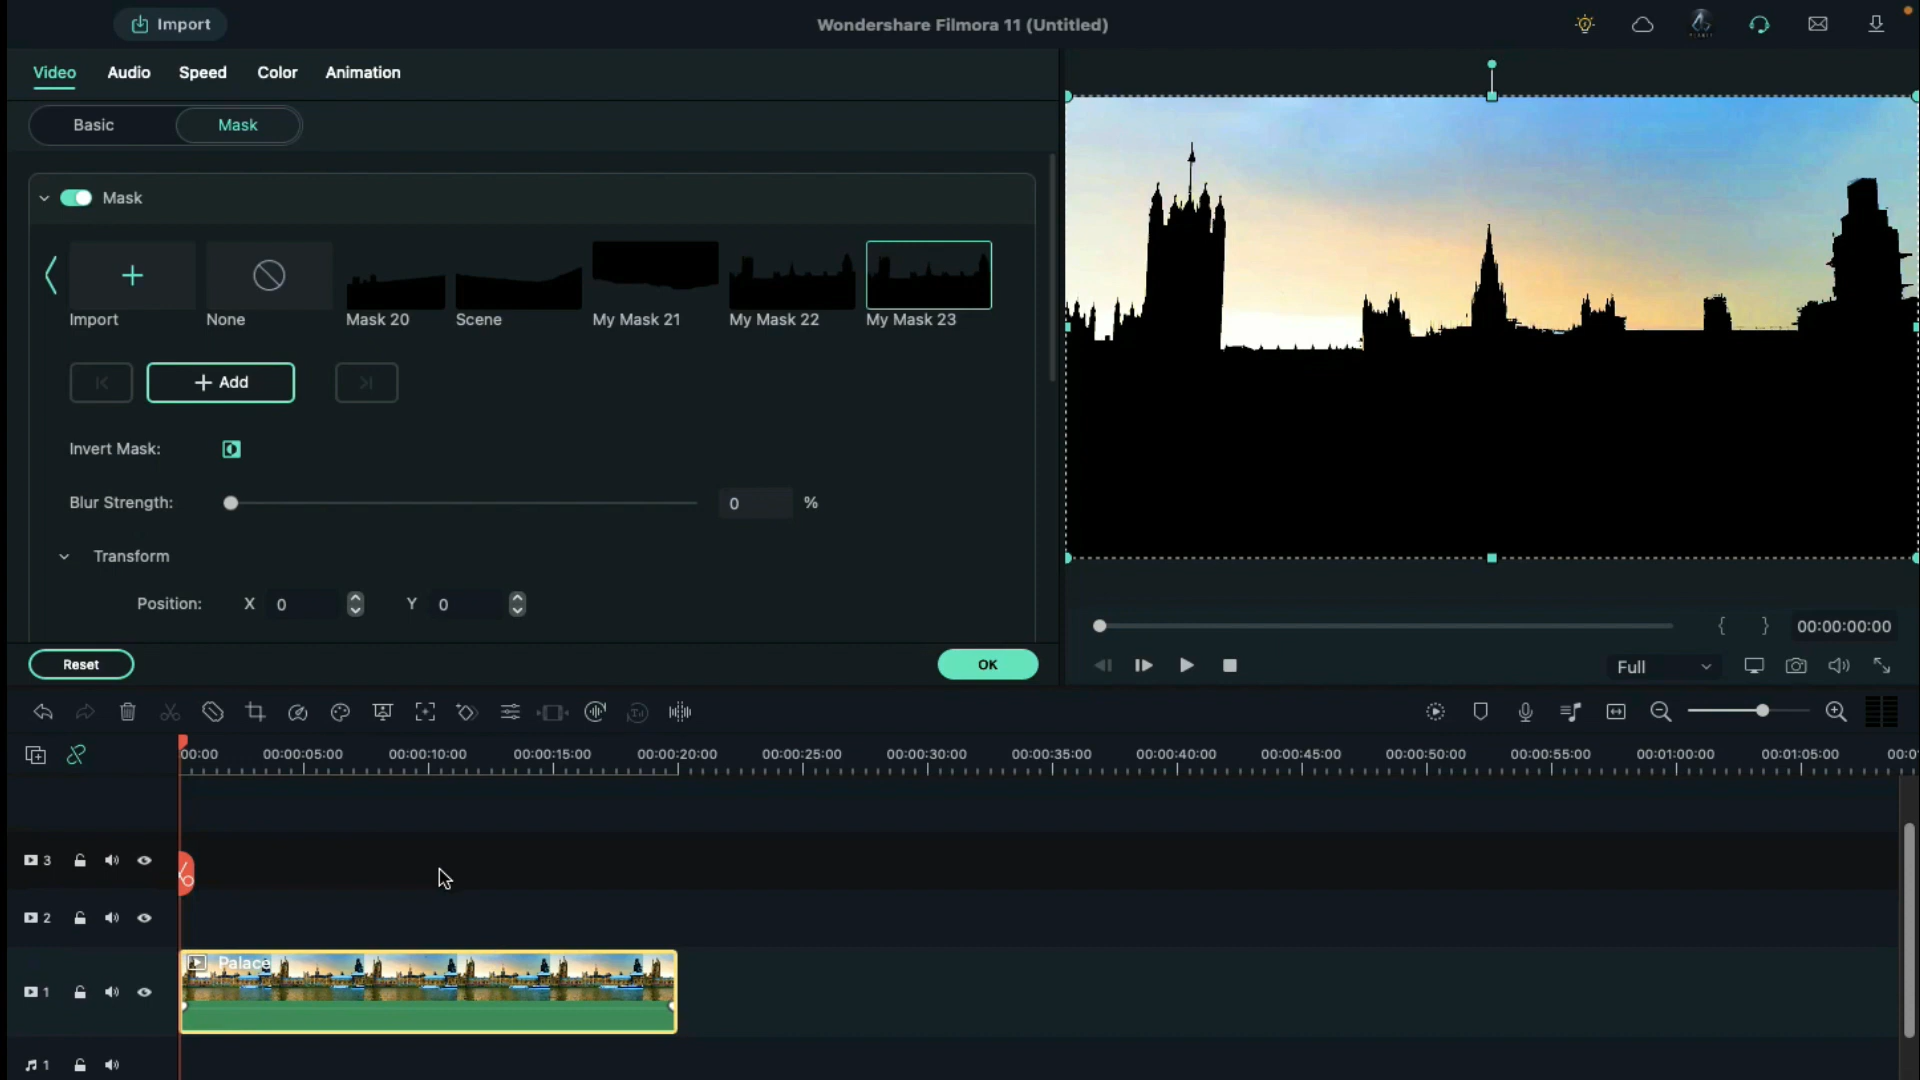 Import
Wondershare Filmora 11 (Untitled)
Video Audio Speed Color Animation
Basic Mask
Mask
Import None Mask 20 Scene My Mask 21 My Mask 22 My Mask 23
+ Add
Invert Mask:
Blur Strength: 0 %
Transform
Position: X 0 Y 0
{ } 00:00:00:00
Reset OK
Full
00:00 00:00:05:00 00:00:10:00 00:00:15:00 00:00:20:00 00:00:25:00 00:00:30:00 00:00:35:00 00:00:40:00 00:00:45:00 00:00:50:00 00:00:55:00 00:01:00:00 00:01:05:00
3
2
Palace
1
1